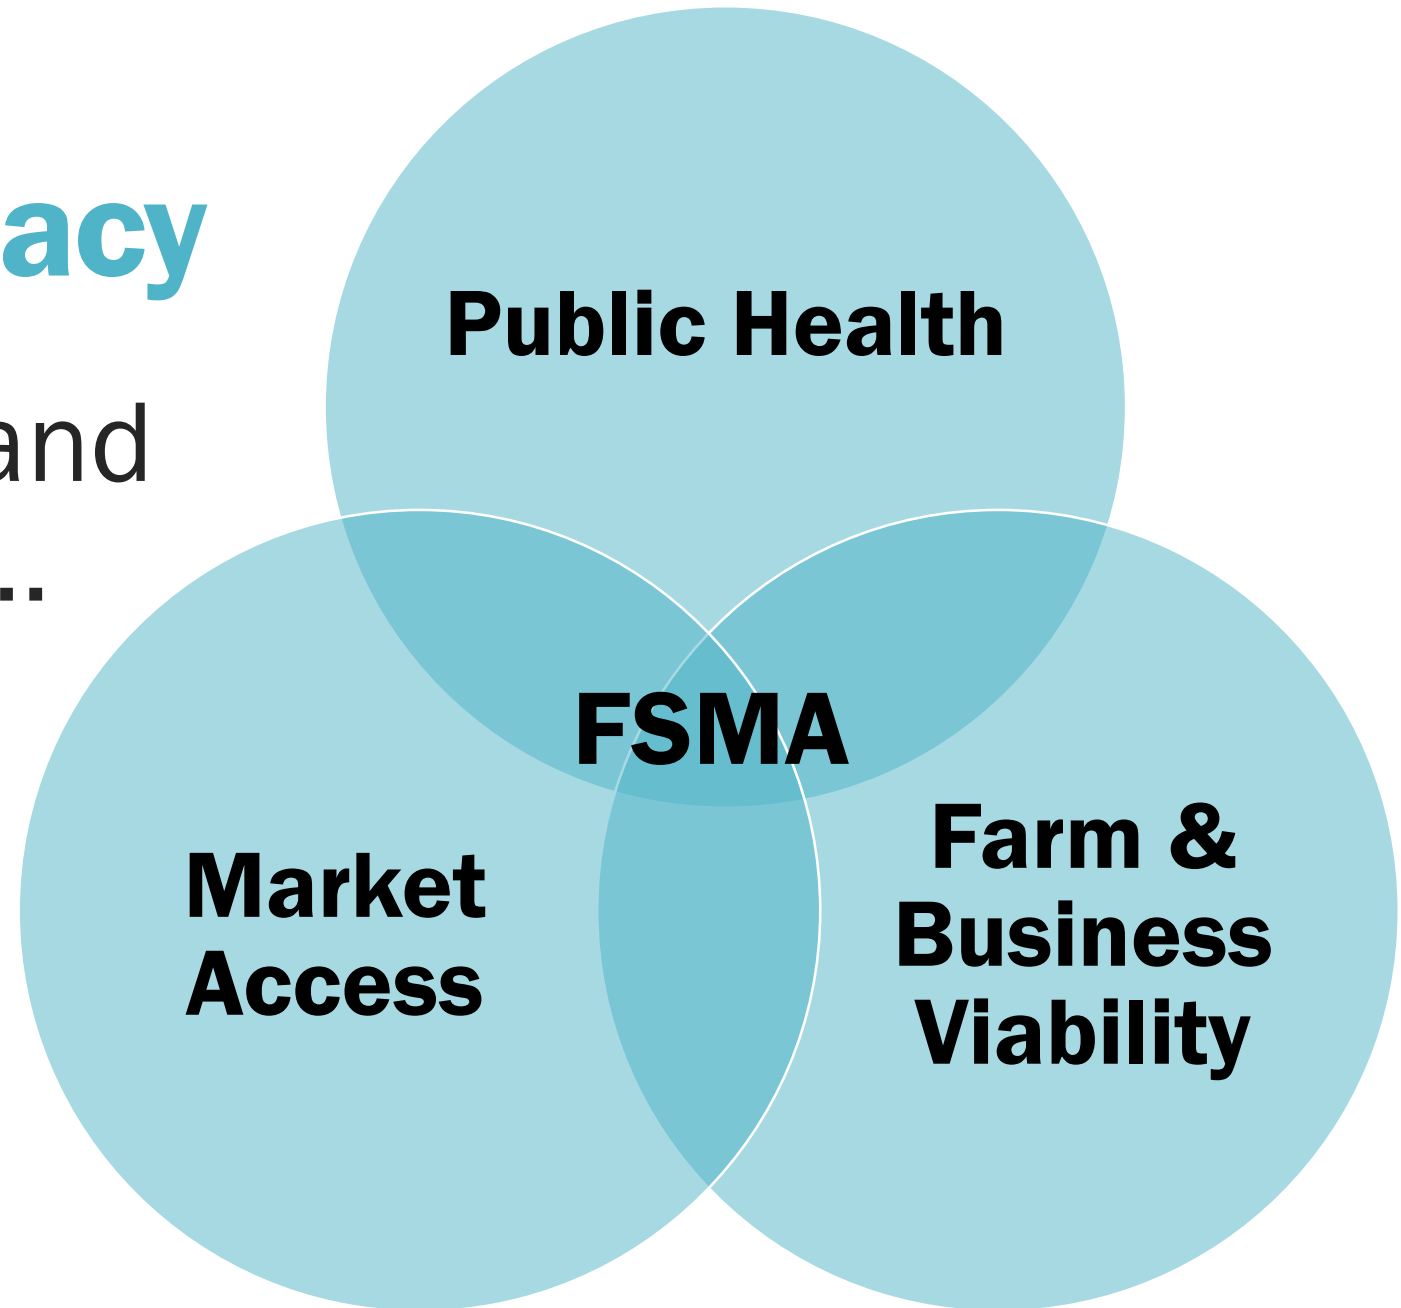 acy
and
..
Public Health
FSMA
Market
Access
Farm &
Business
Viability